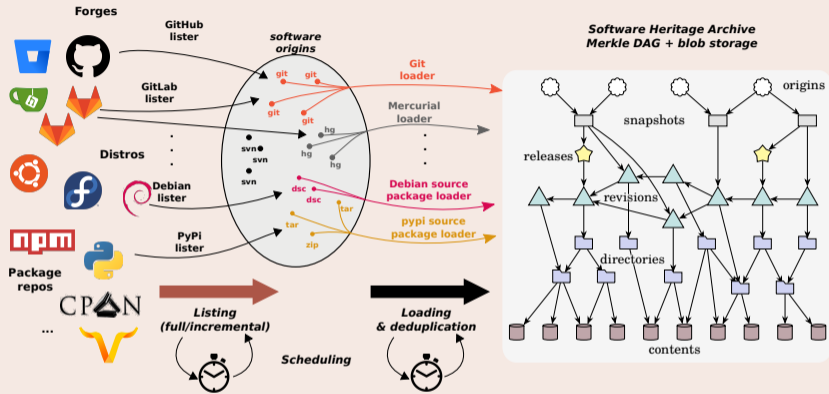 Forges
GitHub
lister
GitLab
lister
Distros
Debian
lister
npm
PyPi
lister
Package
repos
CPAN
...
software
origins
git
git
git
git
hg
hg
hg
svn
svn
svn
dsc
dsc
tar
tar
zip
Git
loader
Mercurial
loader
Debian source
package loader
pypi source
package loader
Listing
(full/incremental)
Loading
& deduplication
Scheduling
Software Heritage Archive
Merkle DAG + blob storage
origins
snapshots
releases
revisions
directories
contents